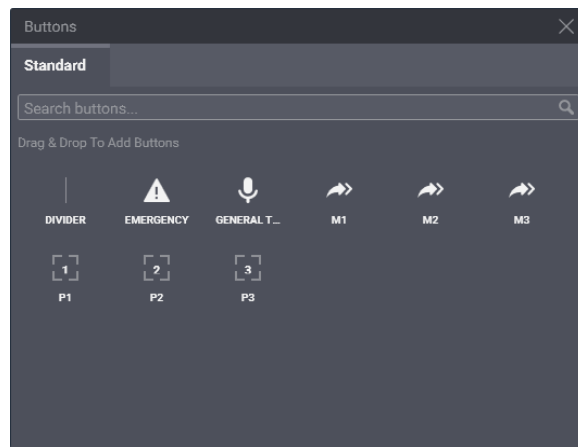 Buttons
Standard
Search buttons...
Drag & Drop To Add Buttons
DIVIDER EMERGENCY GENERAL T... M1 M2 M3
1 2 3
P1 P2 P3